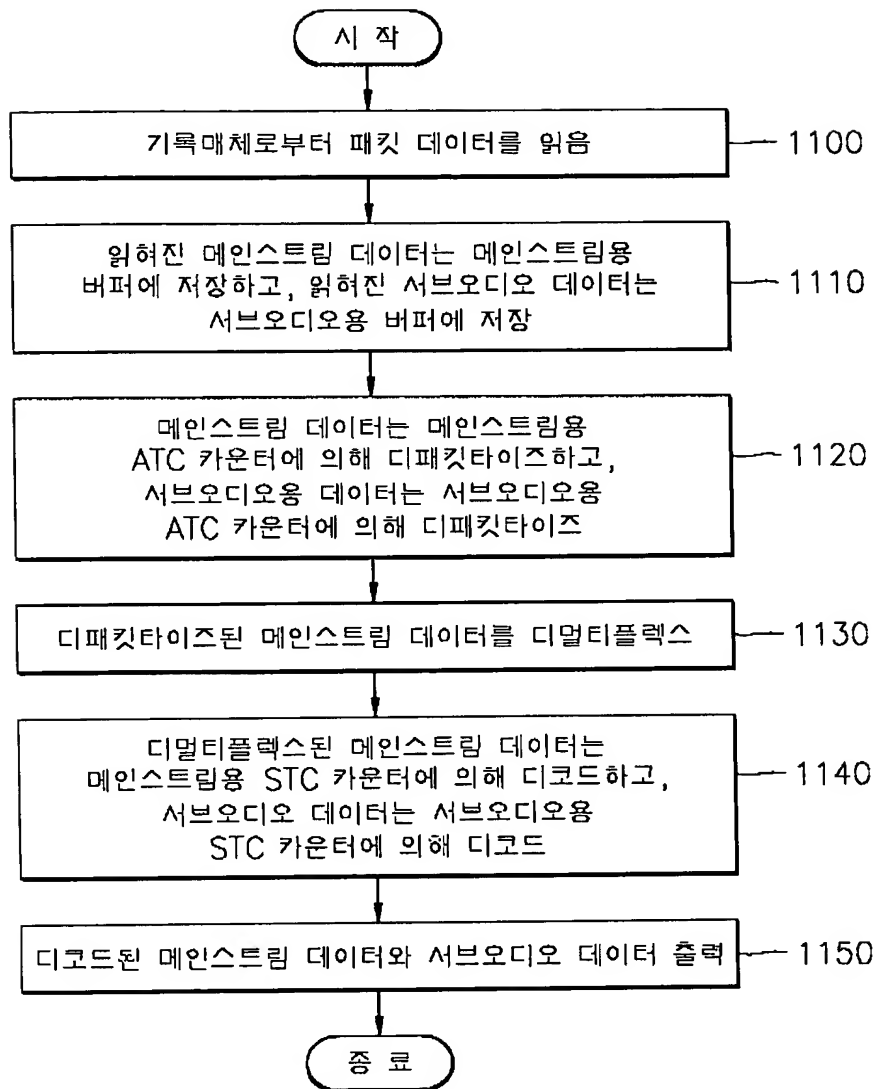 시 작
기록매체로부터 패킷 데이터를 읽음
1100
읽혀진 메인스트림 데이터는 메인스트림용
버퍼에 저장하고, 읽혀진 서브오디오 데이터는
서브오디오용 버퍼에 저장
1110
메인스트림 데이터는 메인스트림용
ATC 카운터에 의해 디패킷타이즈하고,
서브오디오용 데이터는 서브오디오용
ATC 카운터에 의해 디패킷타이즈
1120
디패킷타이즈된 메인스트림 데이터를 디멀티플렉스
1130
디멀티플렉스된 메인스트림 데이터는
메인스트림용 STC 카운터에 의해 디코드하고,
서브오디오 데이터는 서브오디오용
STC 카운터에 의해 디코드
1140
디코드된 메인스트림 데이터와 서브오디오 데이터 출력
1150
종 료